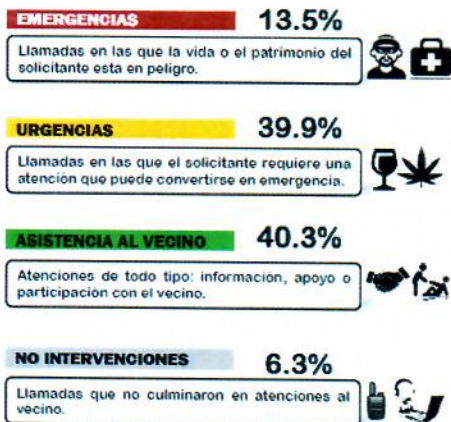 EMERGENCIAS 13.5%
Llamadas en las que la vida o el patrimonio del
solicitante esta en peligro.
URGENCIAS 39.9%
Llamadas en las que el solicitante requiere una
atención que puede convertirse en emergencia.
ASISTENCIA AL VECINO 40.3%
Atenciones de todo tipo: información, apoyo o
participación con el vecino.
NO INTERVENCIONES 6.3%
Llamadas que no culminaron en atenciones al
vecino.